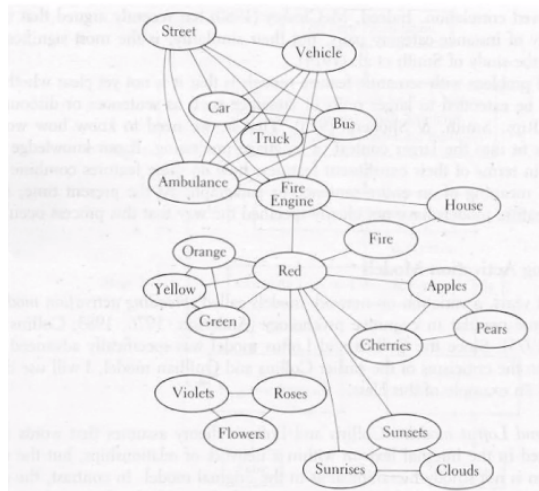 Street
Vehicle
Car
Bus
Truck
Ambulance
Fire
Engine
House
Fire
Orange
Red
Yellow
Apples
Green
Pears
Cherries
Violets
Roses
Flowers
Sunsets
Sunrises
Clouds